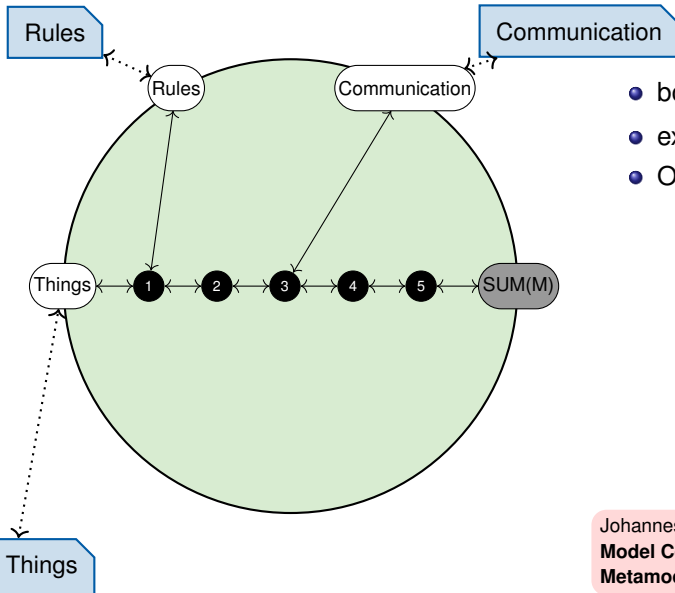 Rules
Communication
Rules
Communication
Things
1
2
3
4
5
SUM(M)
Things
Johannes
Model C
Metamod